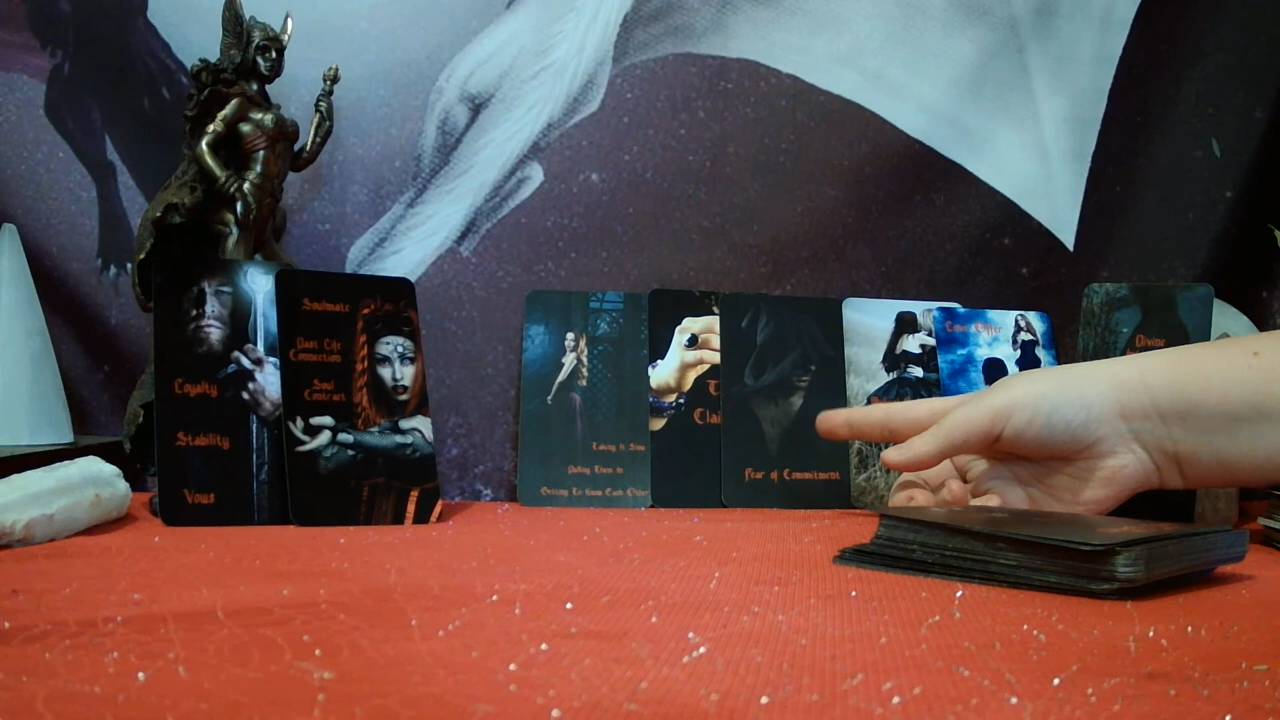 Loyalty
Stability
Vows
Soulmate
Past Life
Connection
Soul
Contract
Taking It Slow
Getting To Know Each Other
Fear of Commitment
Love Offer
Divine